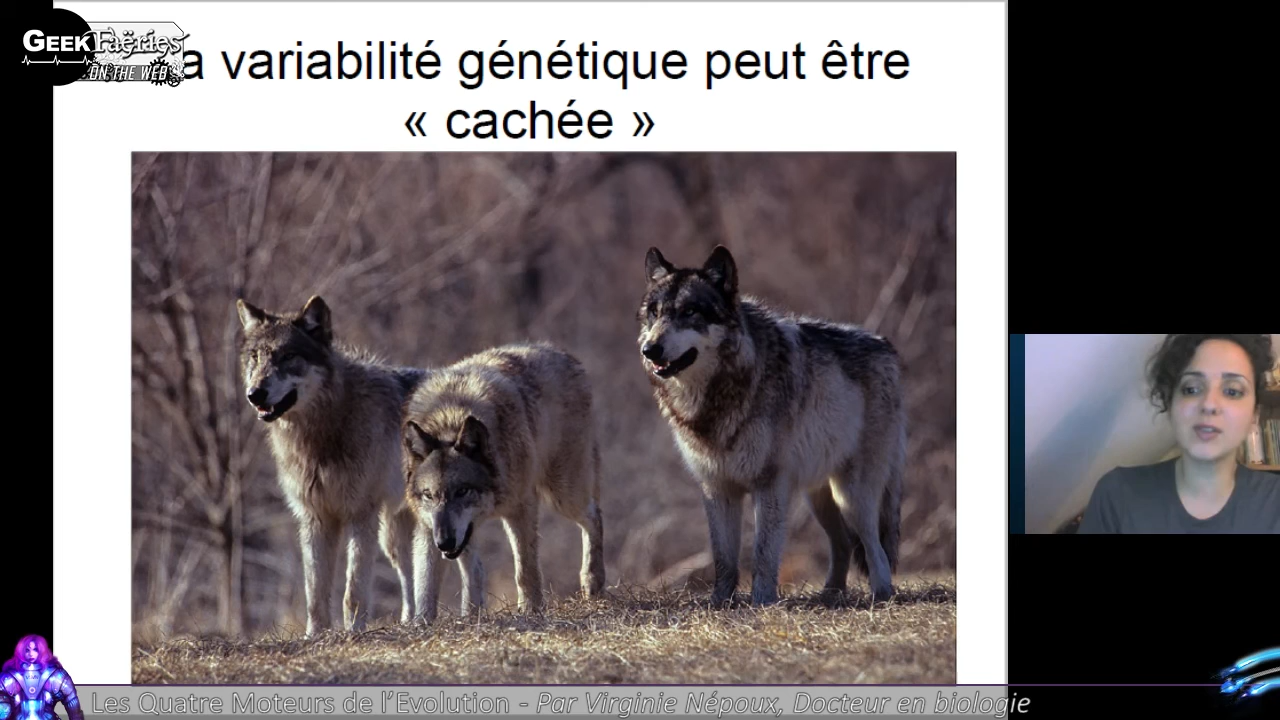 GEEK Faëries
ON THE WEB
a variabilité génétique peut être
« cachée »
Les Quatre Moteurs de l'Evolution - Par Virginie Népoux, Docteur en biologie